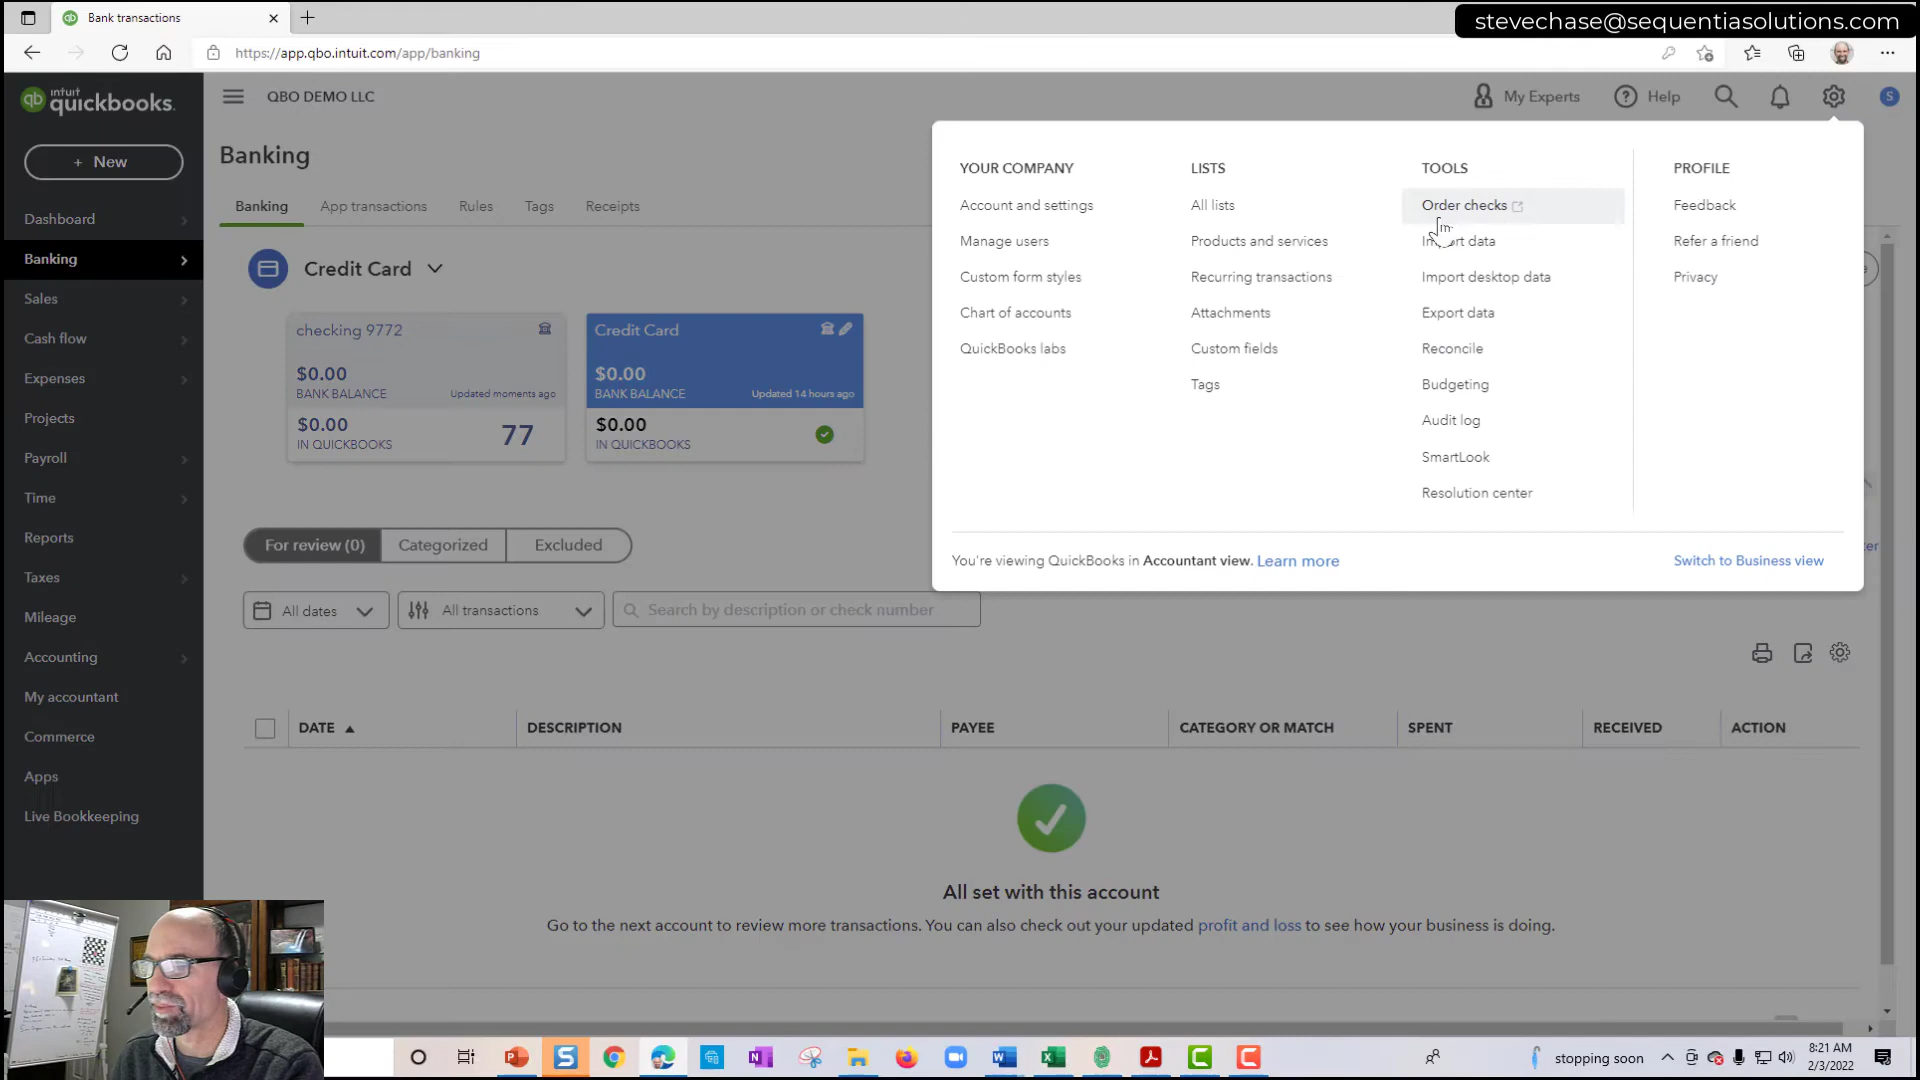 Bank transactions
stevechase@sequentiasolutions.com
https://app.qbo.intuit.com/app/banking
intuit
quickbooks.
QBO DEMO LLC
My Experts
Help
S
+ New
Dashboard
Banking
Sales
Cash flow
Expenses
Projects
Payroll
Time
Reports
Taxes
Mileage
Accounting
My accountant
Commerce
Apps
Live Bookkeeping
Banking
Banking
App transactions
Rules
Tags
Receipts
Credit Card
checking 9772
$0.00
BANK BALANCE
Updated moments ago
$0.00
IN QUICKBOOKS
77
Credit Card
$0.00
BANK BALANCE
Updated 14 hours ago
$0.00
IN QUICKBOOKS
YOUR COMPANY
Account and settings
Manage users
Custom form styles
Chart of accounts
QuickBooks labs
LISTS
All lists
Products and services
Recurring transactions
Attachments
Custom fields
Tags
TOOLS
Order checks
Import data
Import desktop data
Export data
Reconcile
Budgeting
Audit log
SmartLook
Resolution center
PROFILE
Feedback
Refer a friend
Privacy
You're viewing QuickBooks in Accountant view. Learn more
Switch to Business view
For review (0)
Categorized
Excluded
All dates
All transactions
Search by description or check number
DATE
DESCRIPTION
PAYEE
CATEGORY OR MATCH
SPENT
RECEIVED
ACTION
All set with this account
Go to the next account to review more transactions. You can also check out your updated profit and loss to see how your business is doing.
stopping soon
8:21 AM
2/3/2022